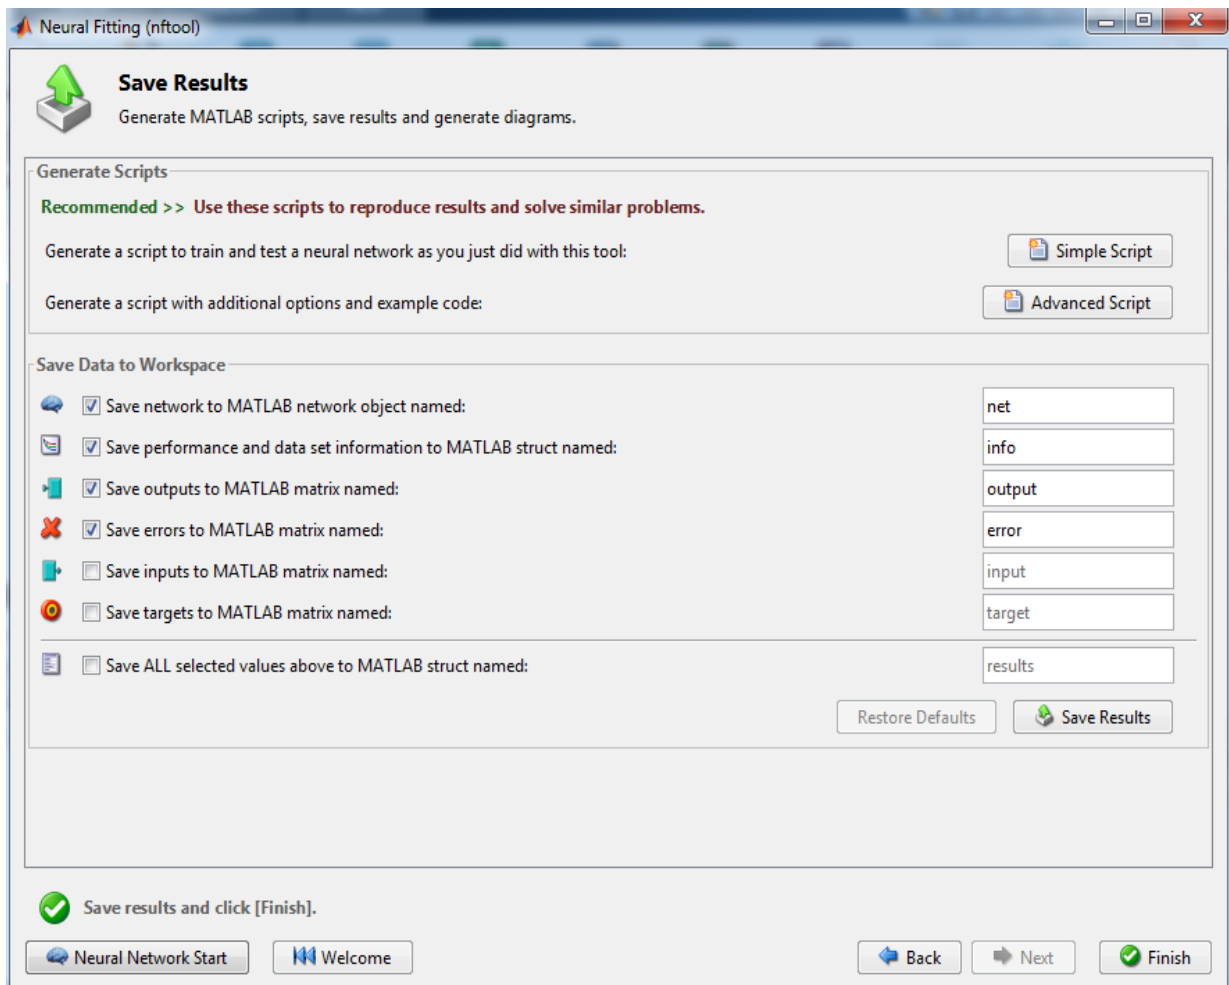 Neural Fitting (nftool)
Save Results
Generate MATLAB scripts, save results and generate diagrams.
Generate Scripts
Recommended >> Use these scripts to reproduce results and solve similar problems.
Generate a script to train and test a neural network as you just did with this tool: Simple Script
Generate a script with additional options and example code: Advanced Script
Save Data to Workspace
Save network to MATLAB network object named: net
Save performance and data set information to MATLAB struct named: info
Save outputs to MATLAB matrix named: output
Save errors to MATLAB matrix named: error
Save inputs to MATLAB matrix named: input
Save targets to MATLAB matrix named: target
Save ALL selected values above to MATLAB struct named: results
Restore Defaults Save Results
Save results and click [Finish].
Neural Network Start Welcome Back Next Finish